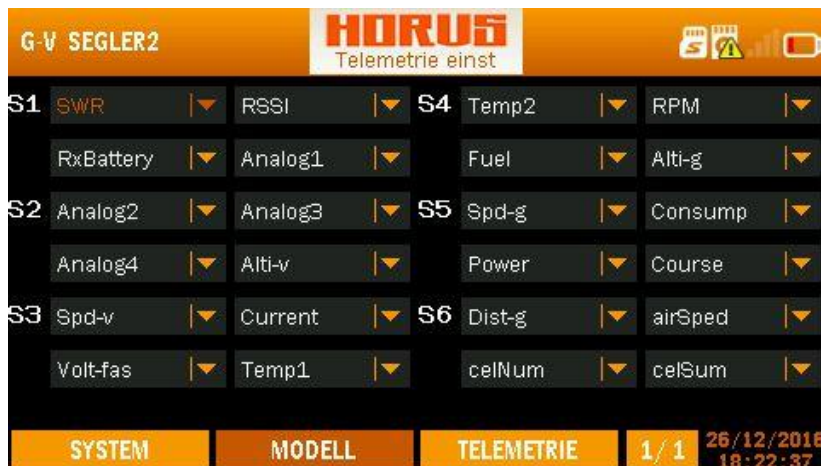 G-V SEGLER2
HORUS
Telemetrie einst
S1 SWR RSSI S4 Temp2 RPM
RxBattery Analog1 Fuel Alti-g
S2 Analog2 Analog3 S5 Spd-g Consump
Analog4 Alti-v Power Course
S3 Spd-v Current S6 Dist-g airSped
Volt-fas Temp1 celNum celSum
SYSTEM MODELL TELEMETRIE 1/1 26/12/2016
18:22:37